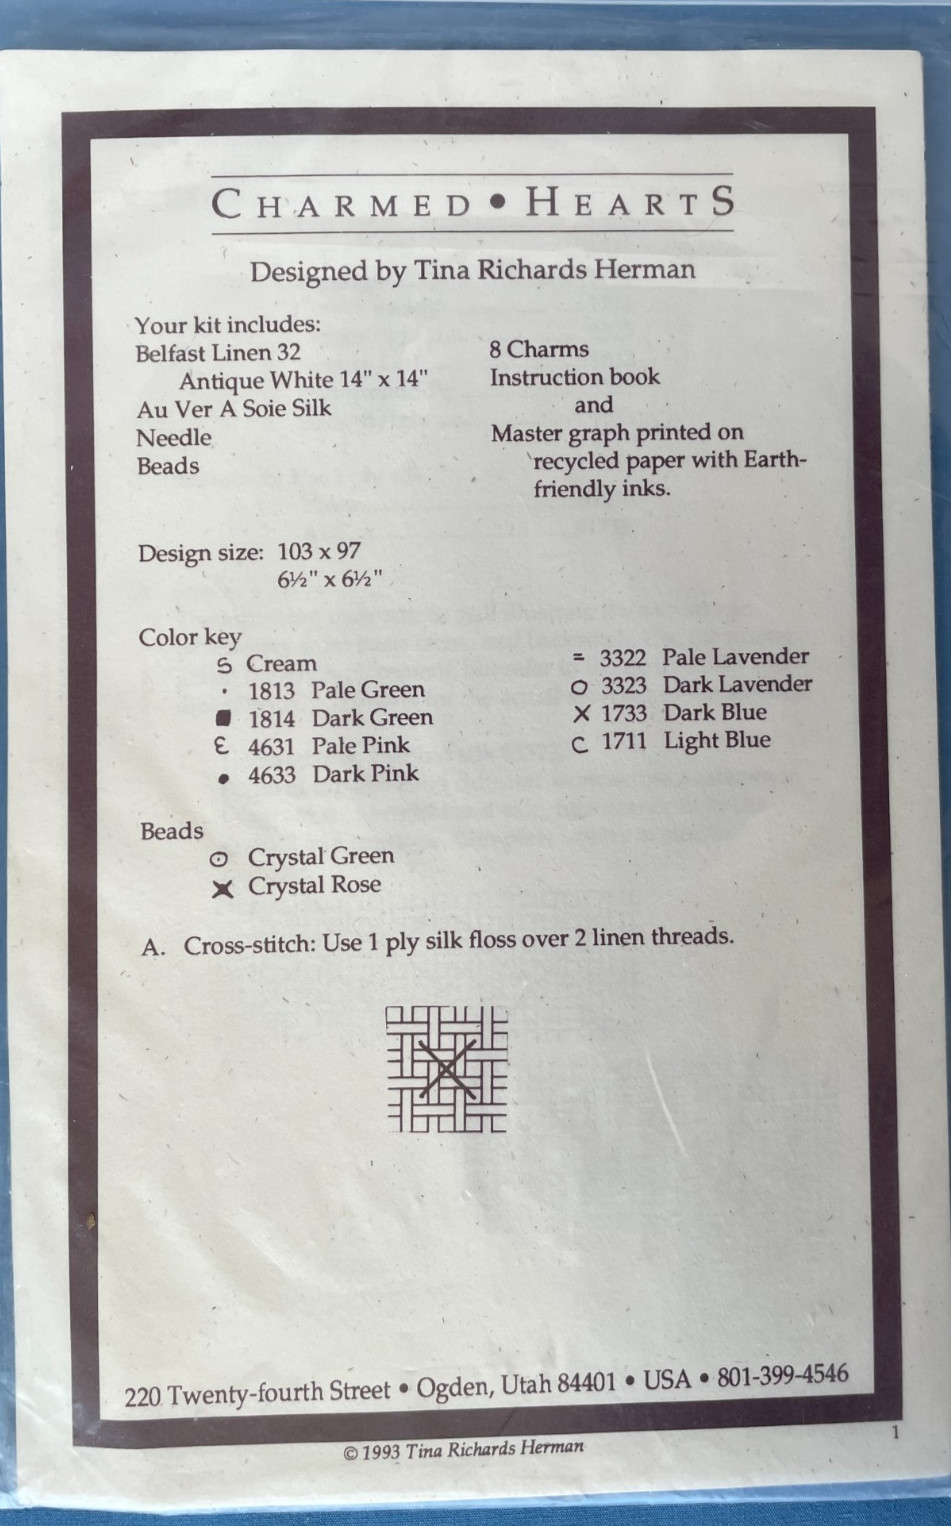 CHARMED • HEARTS
Designed by Tina Richards Herman
Your kit includes:
Belfast Linen 32
Antique White 14" x 14"
Au Ver A Soie Silk
Needle
Beads
8 Charms
Instruction book
and
Master graph printed on
recycled paper with Earth-
friendly inks.
Design size: 103 x 97
6½" x 6½"
Color key
S Cream
· 1813 Pale Green
■ 1814 Dark Green
Ɛ 4631 Pale Pink
● 4633 Dark Pink
= 3322 Pale Lavender
O 3323 Dark Lavender
X 1733 Dark Blue
C 1711 Light Blue
Beads
⊙ Crystal Green
✖ Crystal Rose
A. Cross-stitch: Use 1 ply silk floss over 2 linen threads.
220 Twenty-fourth Street • Ogden, Utah 84401 • USA • 801-399-4546
1
© 1993 Tina Richards Herman